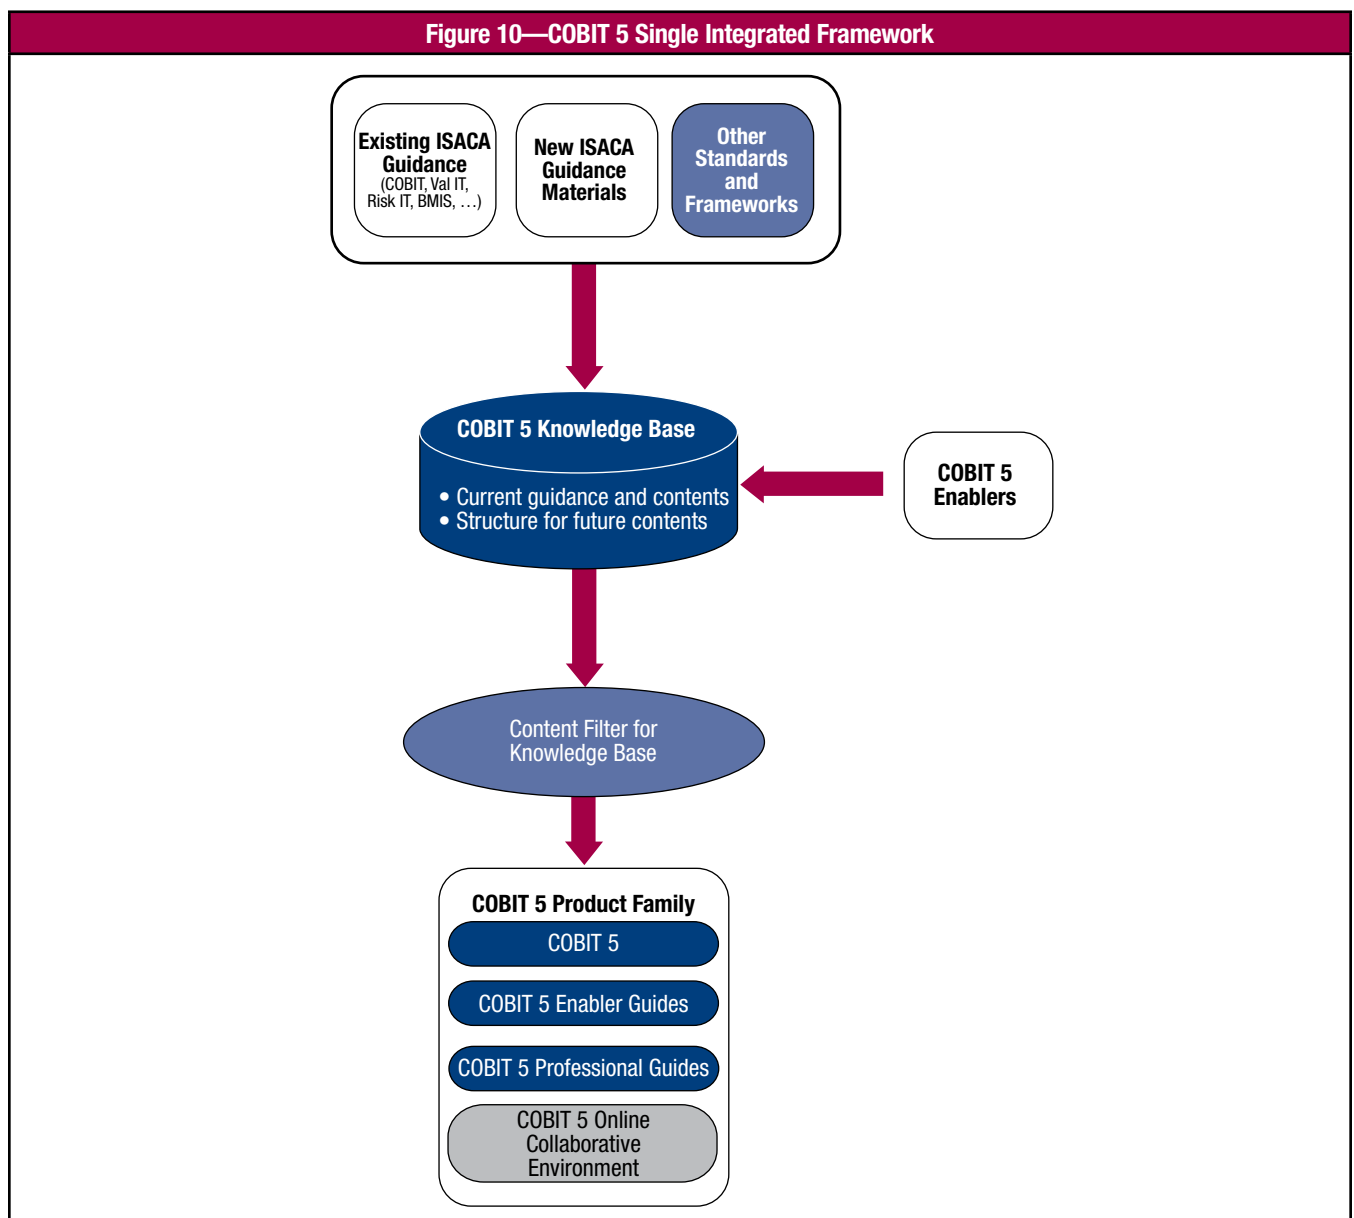 Figure 10—COBIT 5 Single Integrated Framework
Existing ISACA
Guidance
(COBIT, Val IT,
Risk IT, BMIS, …)
New ISACA
Guidance
Materials
Other
Standards
and
Frameworks
COBIT 5 Knowledge Base
• Current guidance and contents
• Structure for future contents
COBIT 5
Enablers
Content Filter for
Knowledge Base
COBIT 5 Product Family
COBIT 5
COBIT 5 Enabler Guides
COBIT 5 Professional Guides
COBIT 5 Online
Collaborative
Environment